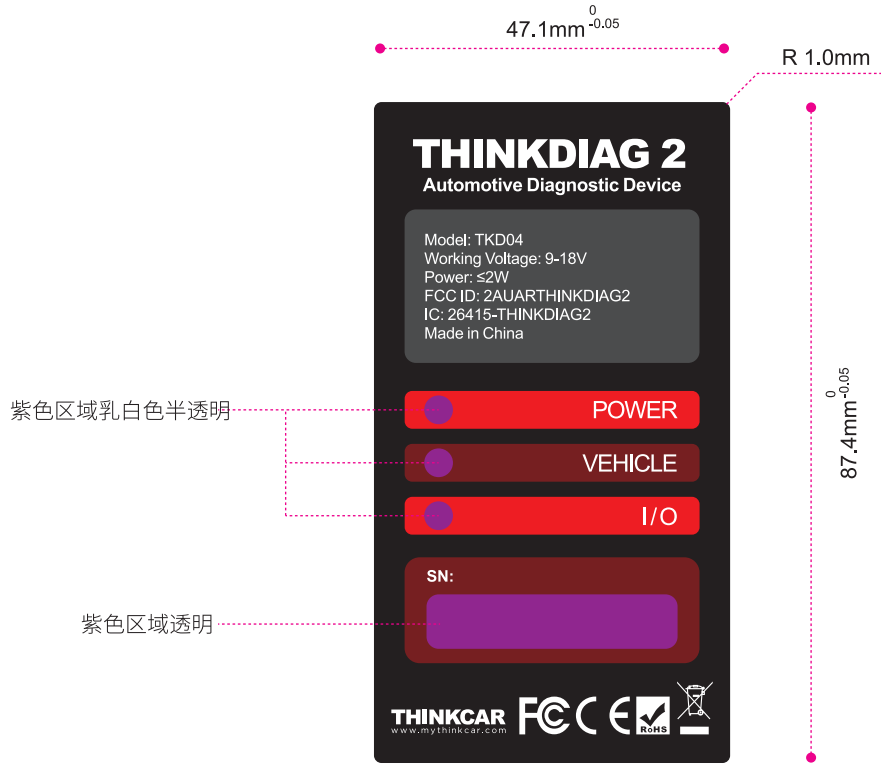 47.1mm 0 -0.05
R 1.0mm
THINKDIAG 2
Automotive Diagnostic Device
Model: TKD04
Working Voltage: 9-18V
Power: ≤2W
FCC ID: 2AUARTHINKDIAG2
IC: 26415-THINKDIAG2
Made in China
87.4mm 0 -0.05
紫色区域乳白色半透明
POWER
VEHICLE
I/O
SN:
紫色区域透明
THINKCAR
www.mythinkcar.com
FC CE
RoHS